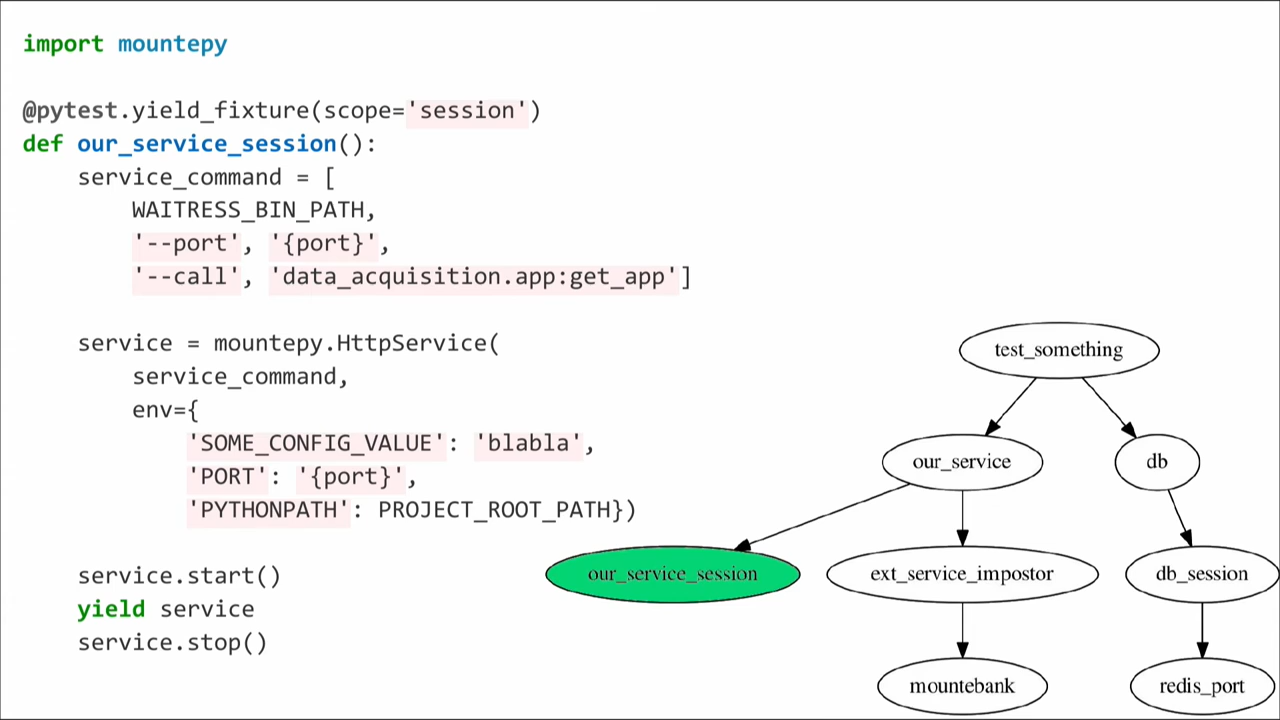 import mountepy
@pytest.yield_fixture(scope='session')
def our_service_session():
    service_command = [
        WAITRESS_BIN_PATH,
        '--port', '{port}',
        '--call', 'data_acquisition.app:get_app']
    service = mountepy.HttpService(
        service_command,
        env={
            'SOME_CONFIG_VALUE': 'blabla',
            'PORT': '{port}',
            'PYTHONPATH': PROJECT_ROOT_PATH})
    service.start()
    yield service
    service.stop()
test_something
our_service
db
our_service_session
ext_service_impostor
db_session
mountebank
redis_port